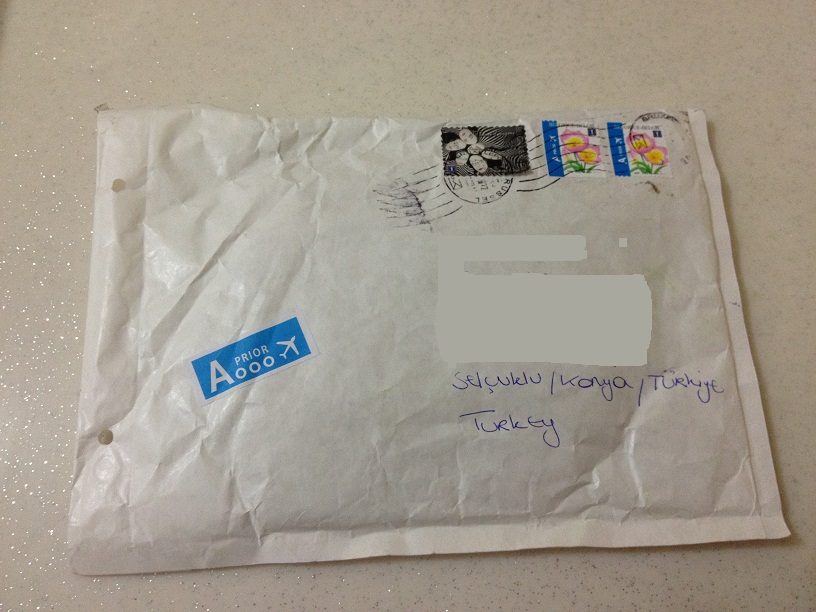 A PRIOR
Selçuklu / Konya / Türkiye
Turkey